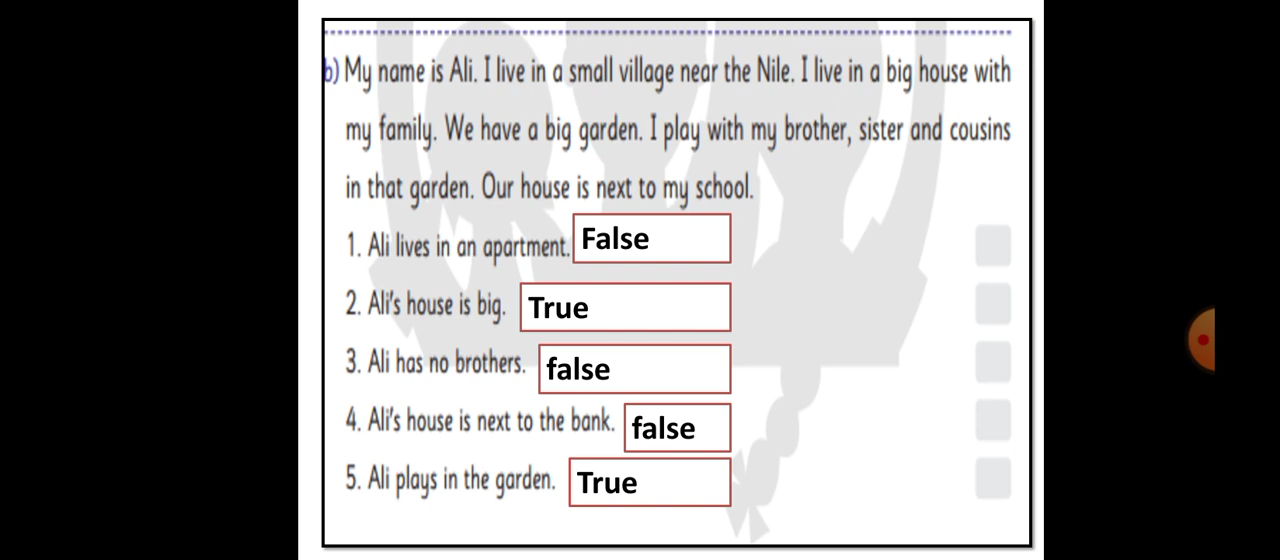 b) My name is Ali. I live in a small village near the Nile. I live in a big house with
my family. We have a big garden. I play with my brother, sister and cousins
in that garden. Our house is next to my school.
1. Ali lives in an apartment. False
2. Ali's house is big. True
3. Ali has no brothers. false
4. Ali's house is next to the bank. false
5. Ali plays in the garden. True